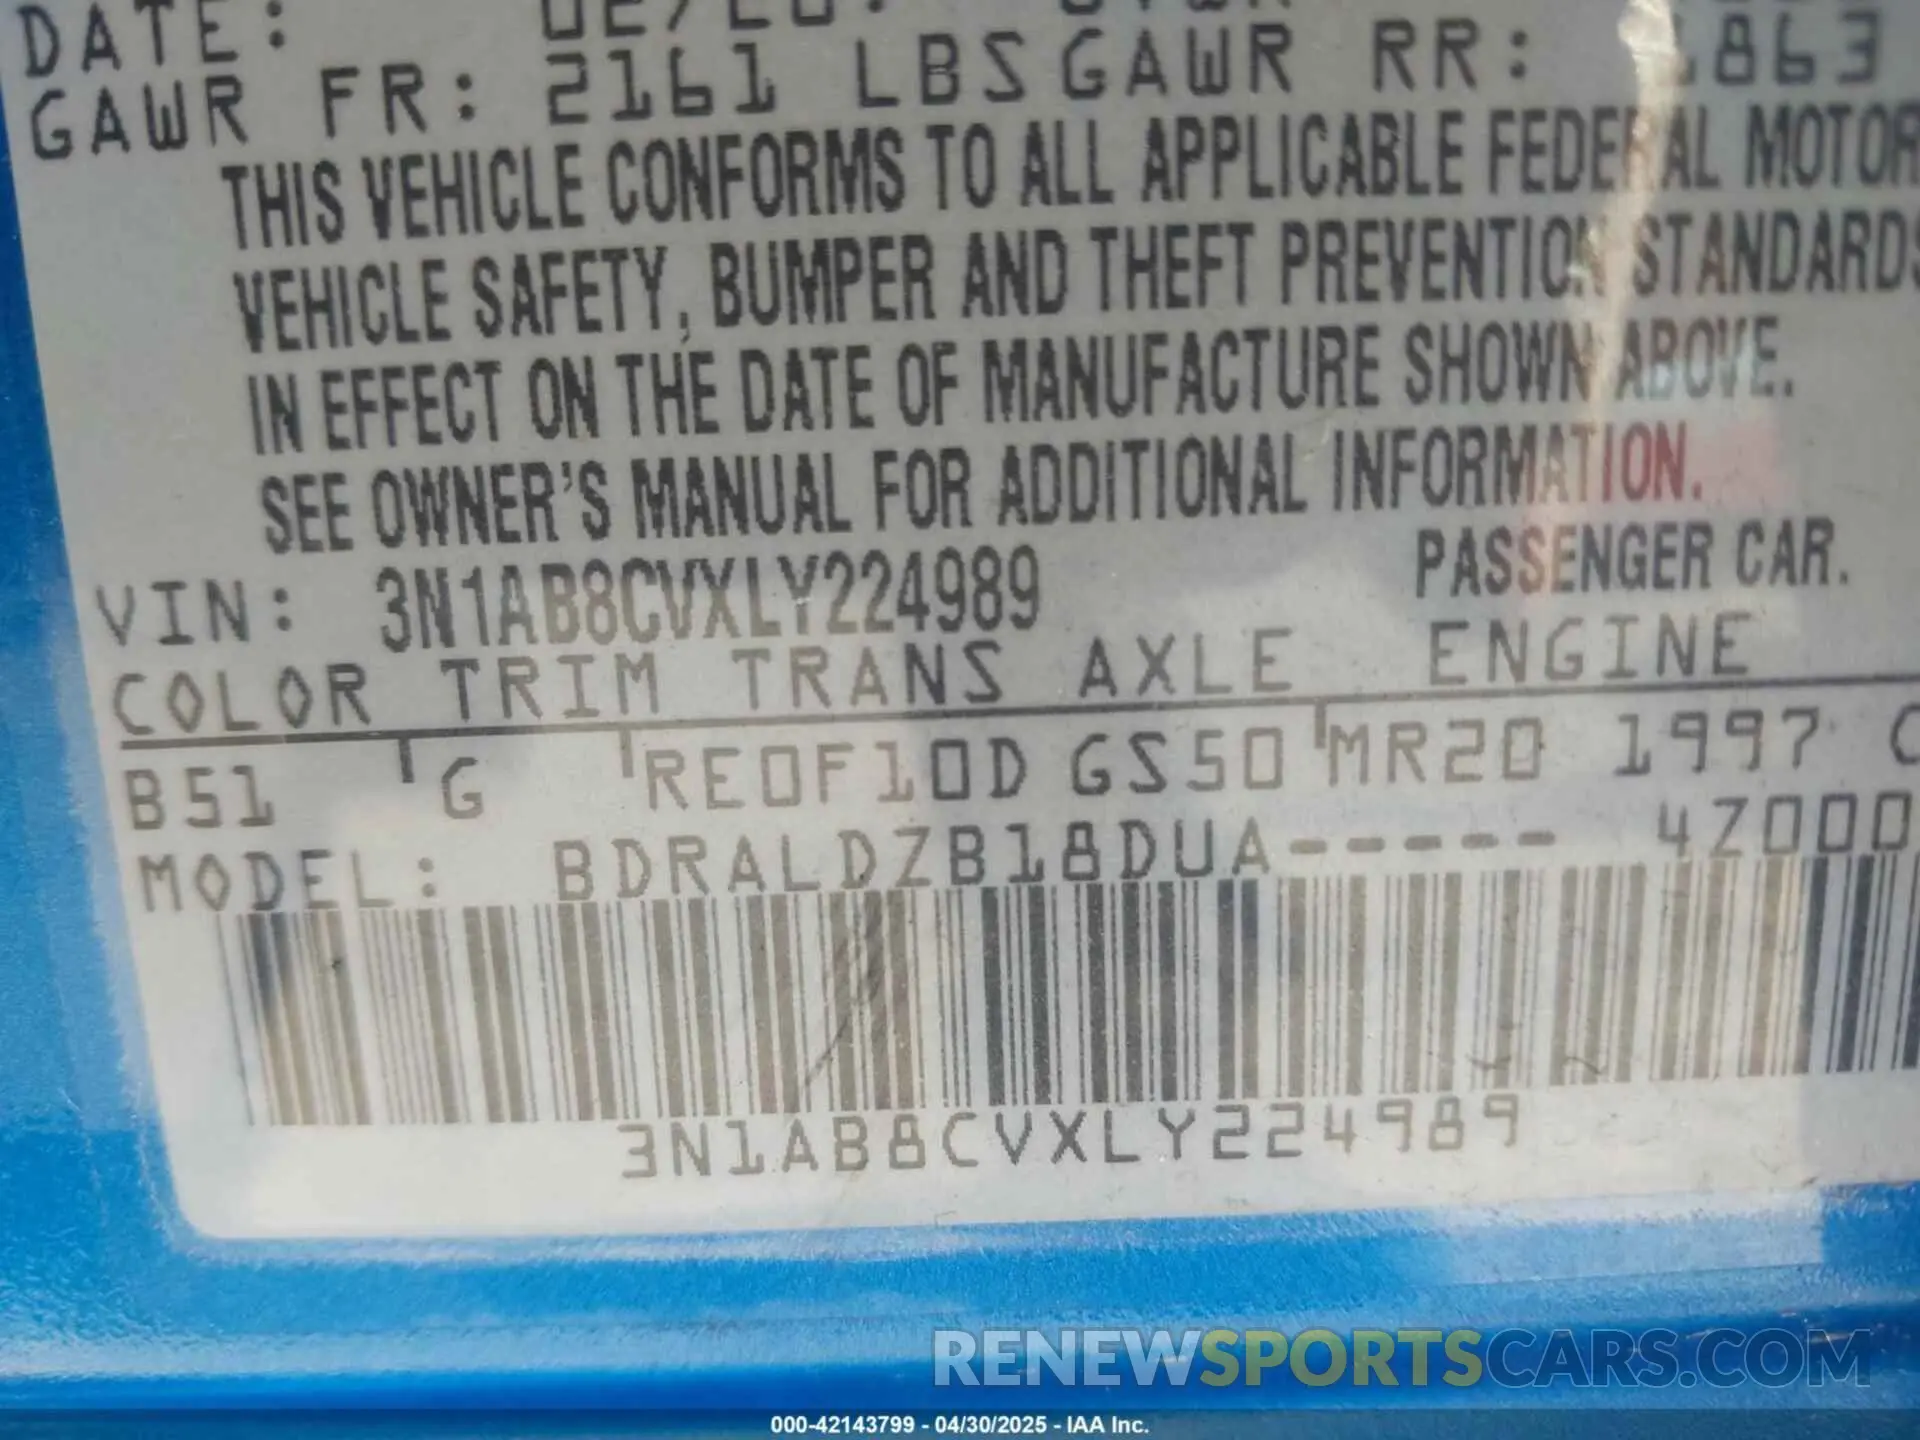 DATE:
GAWR FR: 2161 LBS GAWR RR: 1863
THIS VEHICLE CONFORMS TO ALL APPLICABLE FEDERAL MOTOR
VEHICLE SAFETY, BUMPER AND THEFT PREVENTION STANDARDS
IN EFFECT ON THE DATE OF MANUFACTURE SHOWN ABOVE.
SEE OWNER'S MANUAL FOR ADDITIONAL INFORMATION.
PASSENGER CAR.
VIN: 3N1AB8CVXLY224989
COLOR TRIM TRANS AXLE ENGINE
B51 G RE0F10D GS50 MR20 1997 C
MODEL: BDRALDZB18DUA----- 4Z000
3N1AB8CVXLY224989
RENEWSPORTSCARS.COM
000-42143799 - 04/30/2025 - IAA Inc.